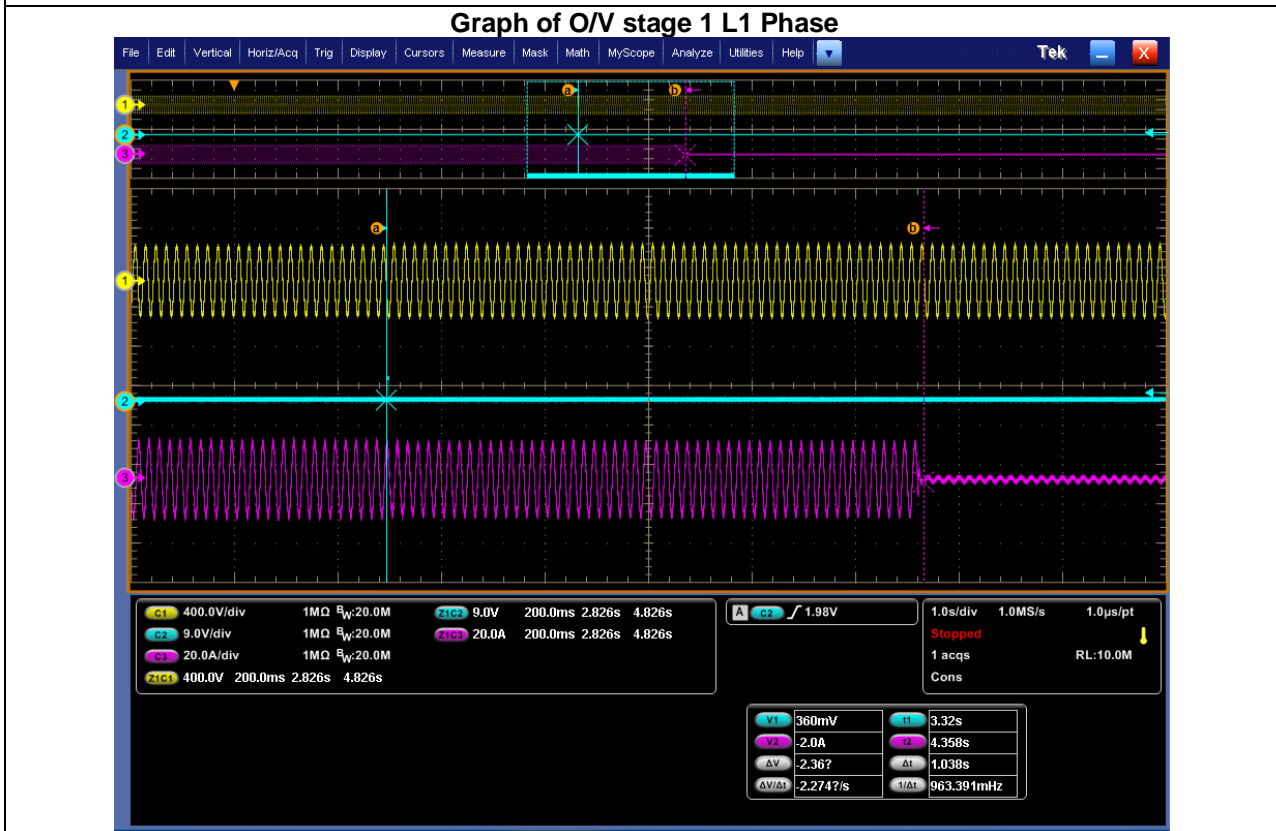 Graph of O/V stage 1 L1 Phase
File Edit Vertical Horiz/Acq Trig Display Cursors Measure Mask Math MyScope Analyze Utilities Help Tek X
a b
1
2
3
a b
1
2
3
C1 400.0V/div 1MΩ BW:20.0M Z1C2 9.0V 200.0ms 2.826s 4.826s
C2 9.0V/div 1MΩ BW:20.0M Z1C3 20.0A 200.0ms 2.826s 4.826s
C3 20.0A/div 1MΩ BW:20.0M
Z1C1 400.0V 200.0ms 2.826s 4.826s
A C2 1.98V
1.0s/div 1.0MS/s 1.0µs/pt
Stopped
1 acqs RL:10.0M
Cons
V1 360mV t1 3.32s
V2 -2.0A t2 4.358s
ΔV -2.36? Δt 1.038s
ΔV/Δt -2.274?/s 1/Δt 963.391mHz